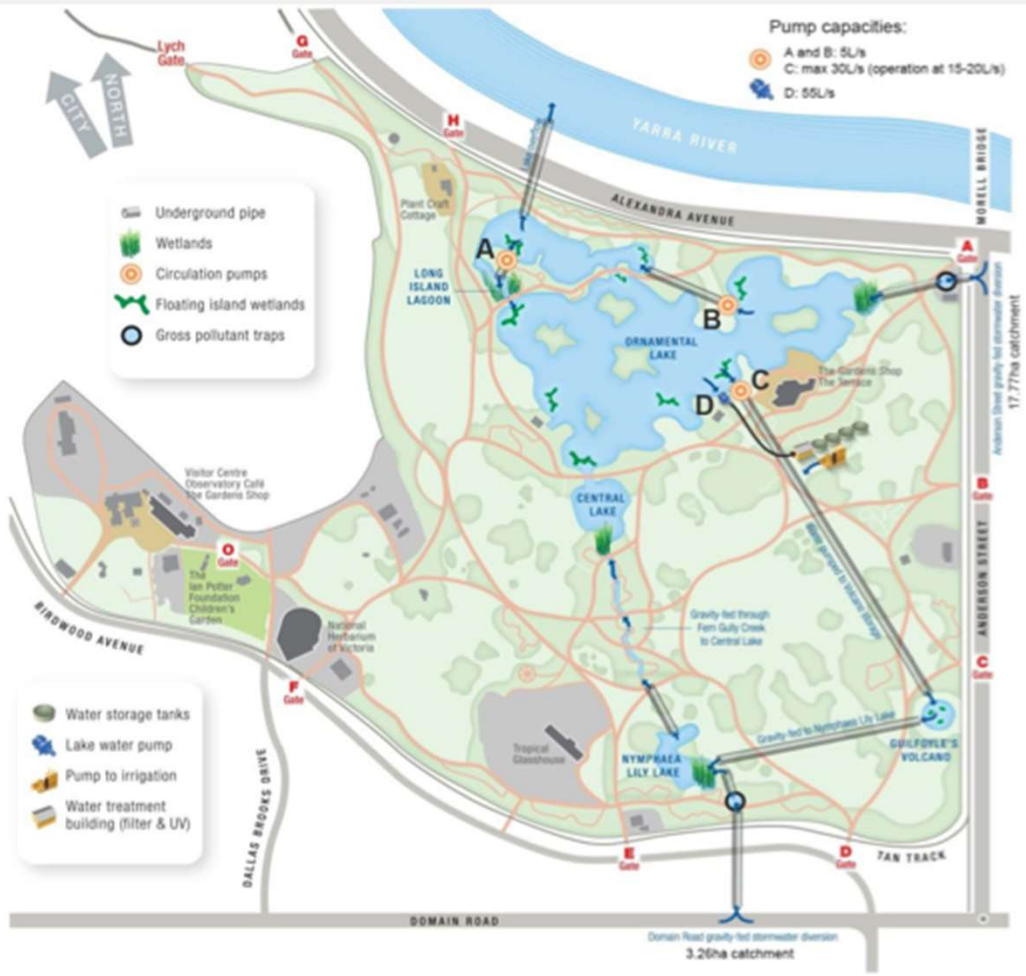 Pump capacities:
A and B: 5L/s
C: max 30L/s (operation at 15-20L/s)
D: 55L/s
Lych
Gate
G
Gate
CITY
NORTH
H
Gate
YARRA RIVER
MORELL BRIDGE
ALEXANDRA AVENUE
A
Gate
Underground pipe
Wetlands
Circulation pumps
Floating island wetlands
Gross pollutant traps
Plant Craft
Cottage
Lake overflow
A
LONG
ISLAND
LAGOON
B
ORNAMENTAL
LAKE
C
D
The Gardens Shop
The Terrace
Anderson Street gravity-fed stormwater diversion
17.77ha catchment
Visitor Centre
Observatory Café
The Gardens Shop
CENTRAL
LAKE
B
Gate
O
Gate
The
Ian Potter
Foundation
Children's
Garden
BIRDWOOD AVENUE
National
Herbarium
of Victoria
Gravity-fed through
Fern Gully Creek
to Central Lake
pumped to Volcano storage
ANDERSON STREET
C
Gate
F
Gate
Water storage tanks
Lake water pump
Pump to irrigation
Water treatment
building (filter & UV)
DALLAS BROOKS DRIVE
Tropical
Glasshouse
NYMPHAEA
LILY LAKE
Gravity-fed to Nymphaea Lily Lake
GUILFOYLE'S
VOLCANO
E
Gate
D
Gate
TAN TRACK
DOMAIN ROAD
Domain Road gravity-fed stormwater diversion
3.26ha catchment